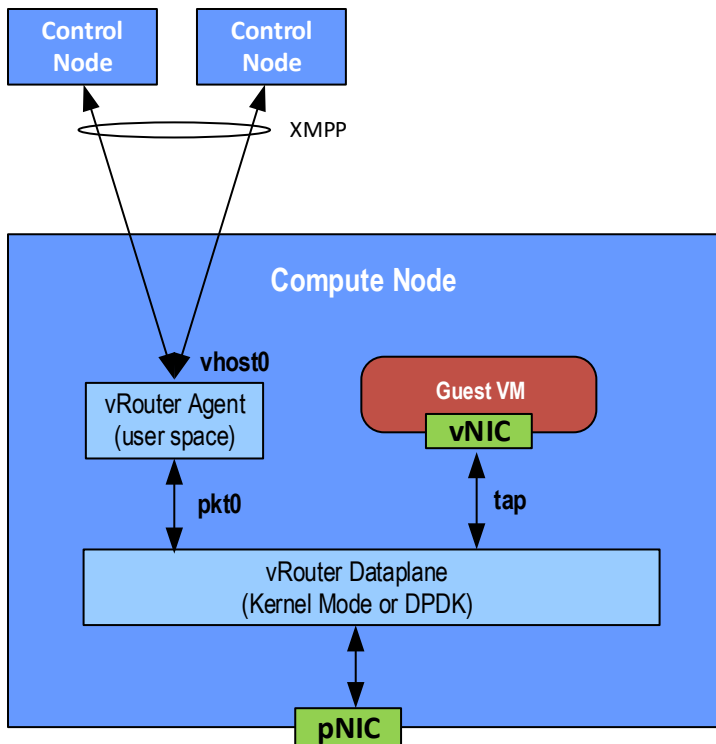 Control
Node
Control
Node
XMPP
Compute Node
vhost0
vRouter Agent
(user space)
Guest VM
vNIC
pkt0
tap
vRouter Dataplane
(Kernel Mode or DPDK)
pNIC